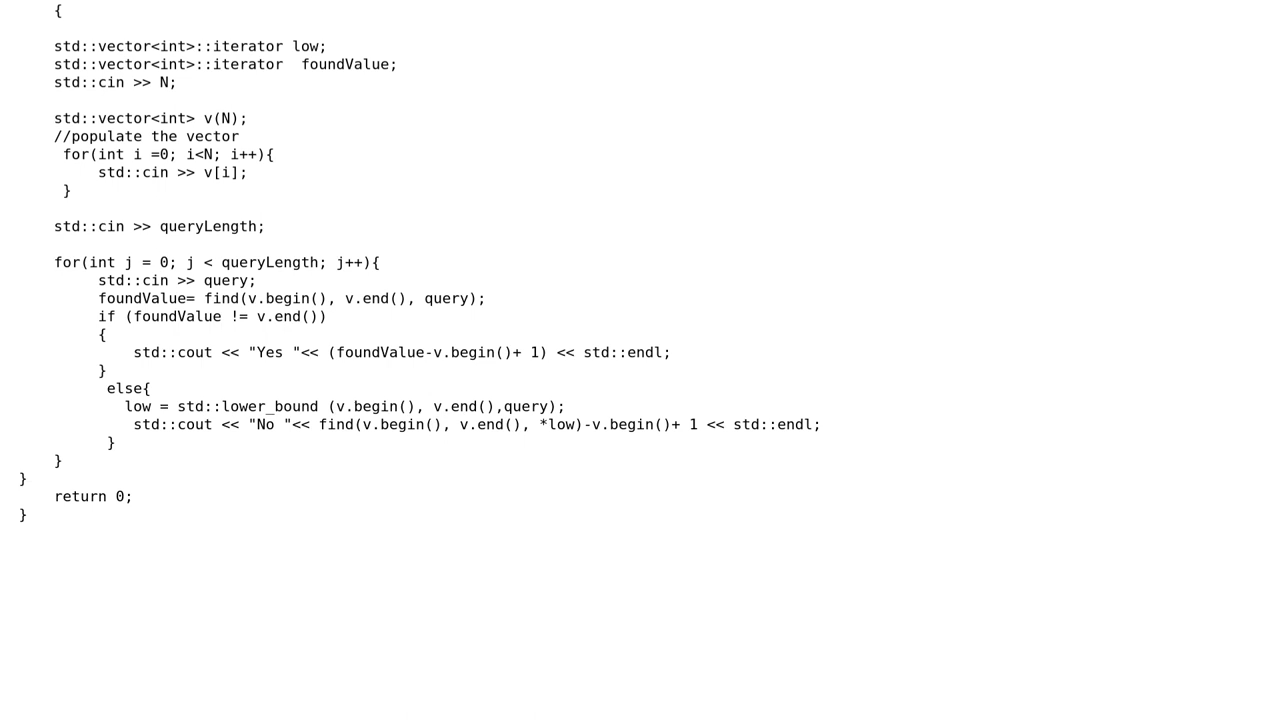 {
std::vector<int>::iterator low;
std::vector<int>::iterator  foundValue;
std::cin >> N;
std::vector<int> v(N);
//populate the vector
for(int i =0; i<N; i++){
std::cin >> v[i];
}
std::cin >> queryLength;
for(int j = 0; j < queryLength; j++){
std::cin >> query;
foundValue= find(v.begin(), v.end(), query);
if (foundValue != v.end())
{
std::cout << "Yes "<< (foundValue-v.begin()+ 1) << std::endl;
}
else{
low = std::lower_bound (v.begin(), v.end(),query);
std::cout << "No "<< find(v.begin(), v.end(), *low)-v.begin()+ 1 << std::endl;
}
}
}
return 0;
}